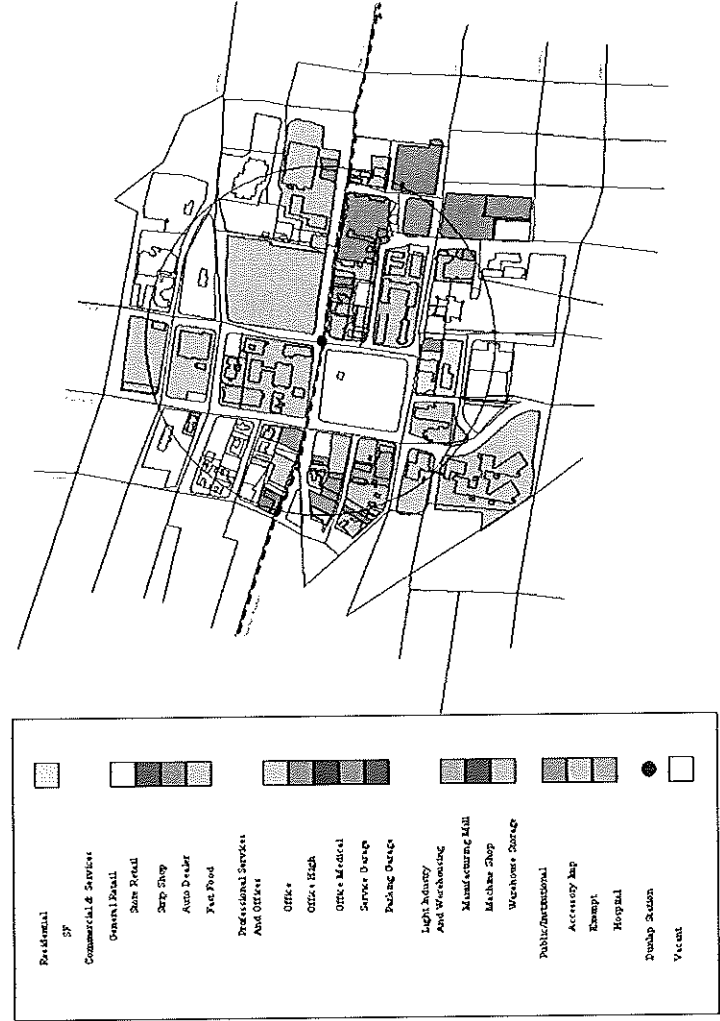 Residential
SF
Commercial & Services
General Retail
Store Retail
Strip Shop
Auto Dealer
Fast Food
Professional Services
And Offices
Office
Office High
Office Medical
Service Garage
Parking Garage
Light Industry
And Warehousing
Manufacturing Mill
Machine Shop
Warehouse Storage
Public/Institutional
Accessory Imp
Exempt
Hospital
Dunlap Station
Vacant